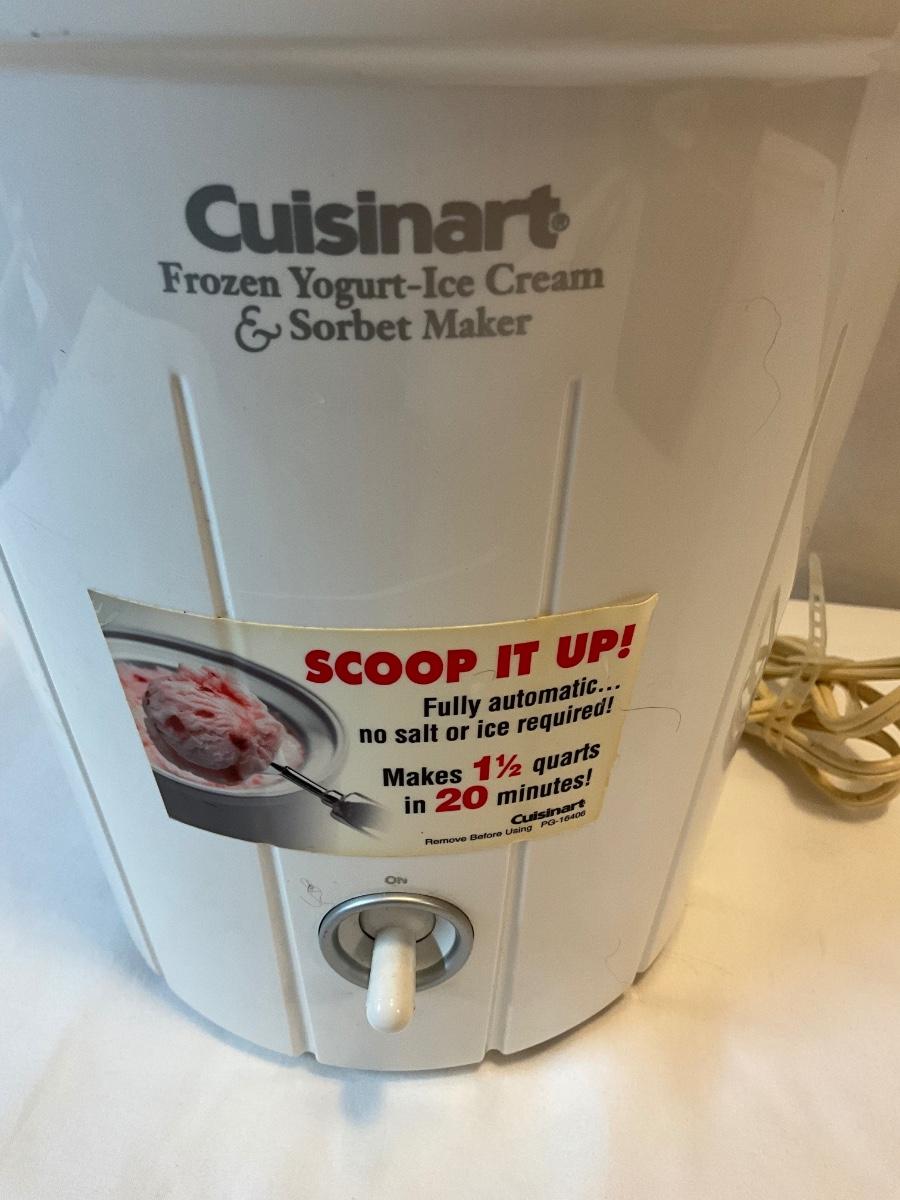 Cuisinart®
Frozen Yogurt-Ice Cream
& Sorbet Maker
SCOOP IT UP!
Fully automatic...
no salt or ice required!
Makes 1½ quarts
in 20 minutes!
Cuisinart
Remove Before Using PG-16406
ON